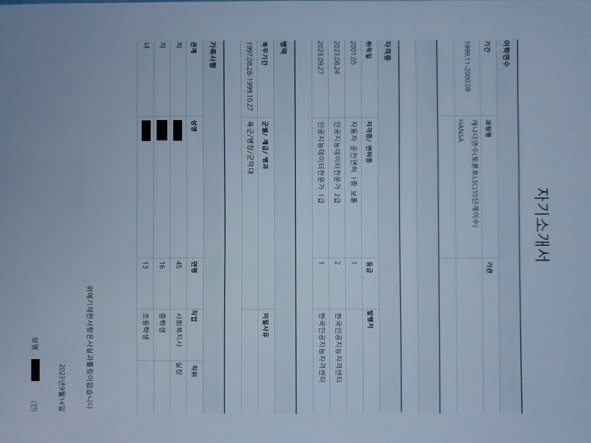 자기소개서
어학연수
기간 과정명 기관
1999.11-2000.08 캐나다연수(토론토LSC(10단계이수)
HANSA
자격증
취득일 자격증/ 면허증 등급 발행처
2001.05 자동차 운전면허 1종 보통 1
2023.08.24 인공지능데이터전문가 2급 2 한국인공지능자격센터
2023.09.27 인공지능데이터전문가 1급 1 한국인공지능자격센터
병역
복무기간 군별/ 계급/ 병과 미필사유
1997.08.28-1999.10.27 육군/병장/군악대
가족사항
관계 성명 연령 직업 직위
처 45 사회복지사 실장
자 16 중학생
녀 13 초등학생
위에기재한사항은사실과틀림이없습니다
2023년9월14일
성명 : (인)